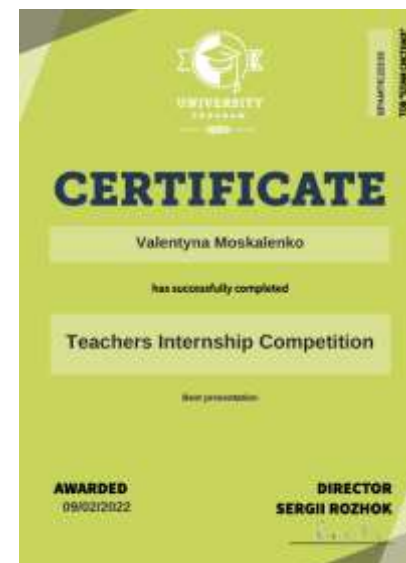 UNIVERSITY
PROGRAM
CERTIFICATE
Valentyna Moskalenko
has successfully completed
Teachers Internship Competition
Best presentation
AWARDED
09/02/2022
DIRECTOR
SERGII ROZHOK